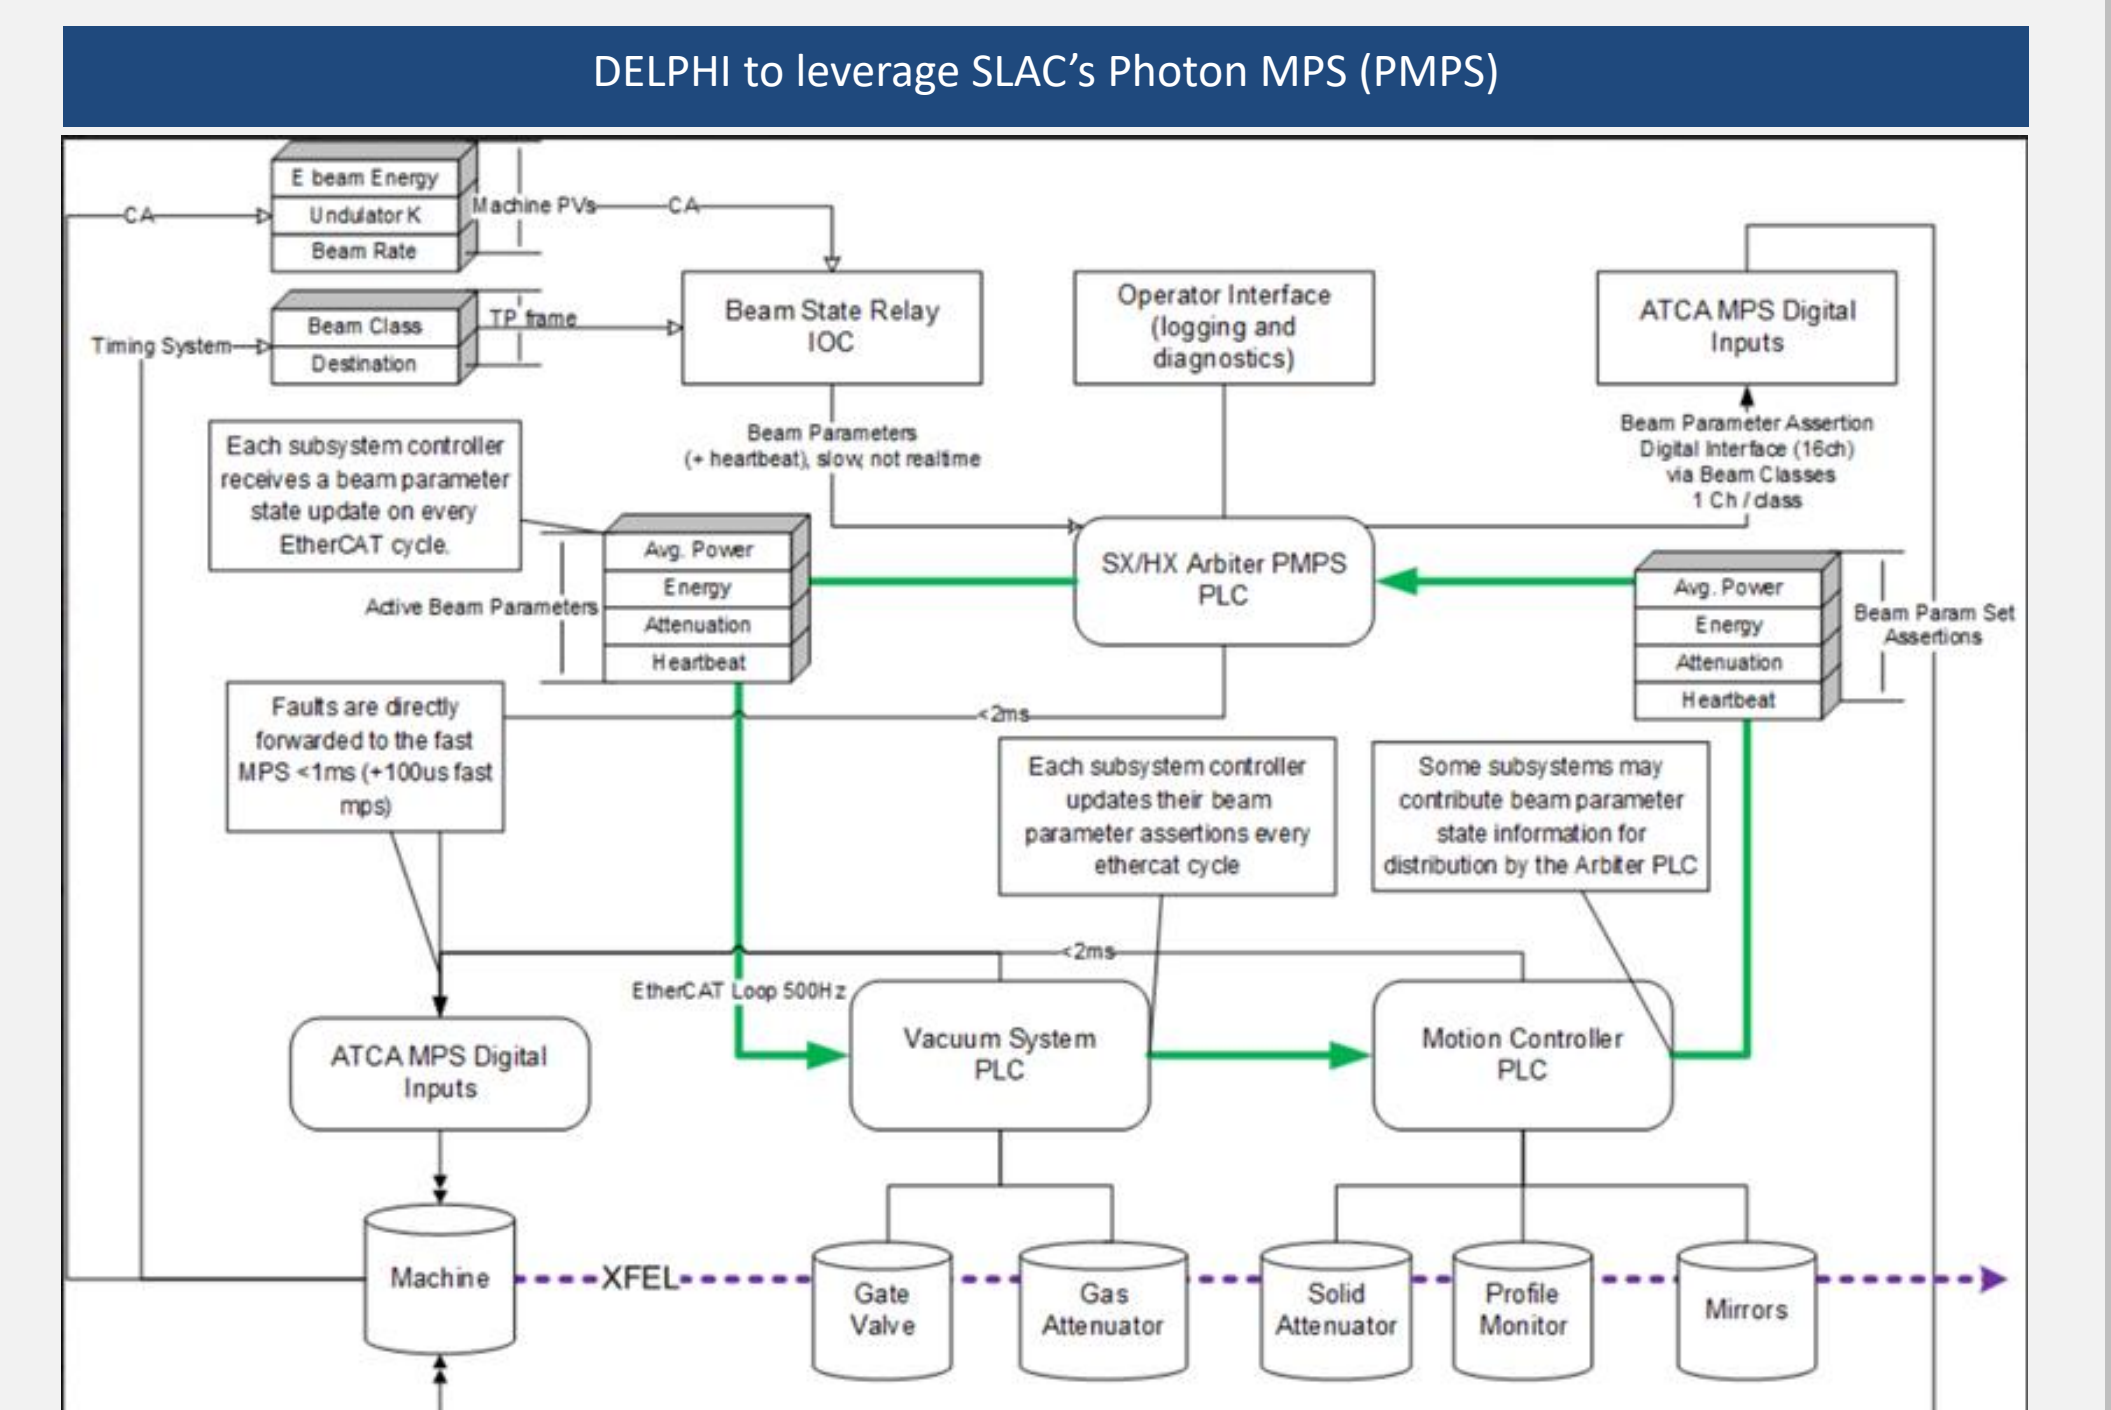 DELPHI to leverage SLAC's Photon MPS (PMPS)
E beam Energy
Undulator K
Beam Rate
CA
Machine PVs
CA
Beam Class
Destination
Timing System
TP frame
Beam State Relay
IOC
Operator Interface
(logging and
diagnostics)
ATCA MPS Digital
Inputs
Beam Parameters
(+ heartbeat), slow, not realtime
Beam Parameter Assertion
Digital Interface (16ch)
via Beam Classes
1 Ch / class
Each subsystem controller
receives a beam parameter
state update on every
EtherCAT cycle.
Active Beam Parameters
Avg. Power
Energy
Attenuation
Heartbeat
SX/HX Arbiter PMPS
PLC
Avg. Power
Energy
Attenuation
Heartbeat
Beam Param Set
Assertions
Faults are directly
forwarded to the fast
MPS <1ms (+100us fast
mps)
<2ms
Each subsystem controller
updates their beam
parameter assertions every
ethercat cycle
Some subsystems may
contribute beam parameter
state information for
distribution by the Arbiter PLC
<2ms
EtherCAT Loop 500Hz
ATCA MPS Digital
Inputs
Vacuum System
PLC
Motion Controller
PLC
Machine
XFEL
Gate
Valve
Gas
Attenuator
Solid
Attenuator
Profile
Monitor
Mirrors